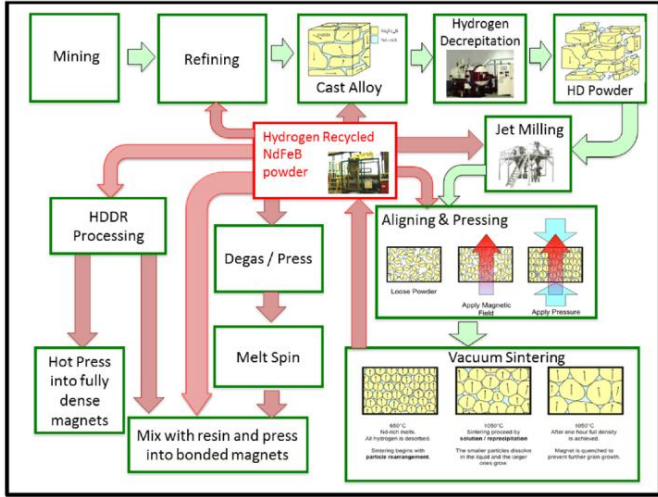 Mining
Refining
Cast Alloy
Hydrogen
Decrepitation
HD Powder
Nd-rich
Hydrogen Recycled
NdFeB
powder
Jet Milling
HDDR
Processing
Degas / Press
Aligning & Pressing
Loose Powder
Apply Magnetic
Field
Apply Pressure
Melt Spin
Hot Press
into fully
dense
magnets
Mix with resin and press
into bonded magnets
Vacuum Sintering
650°C
Nd-rich melts.
All hydrogen is desorbed.
Sintering begins with
particle rearrangement.
1050°C
Sintering proceed by
solution / reprecipitation
The smaller particles dissolve
in the liquid and the larger
ones grow.
1050°C
After one hour full density
is achieved.
Magnet is quenched to
prevent further grain growth.